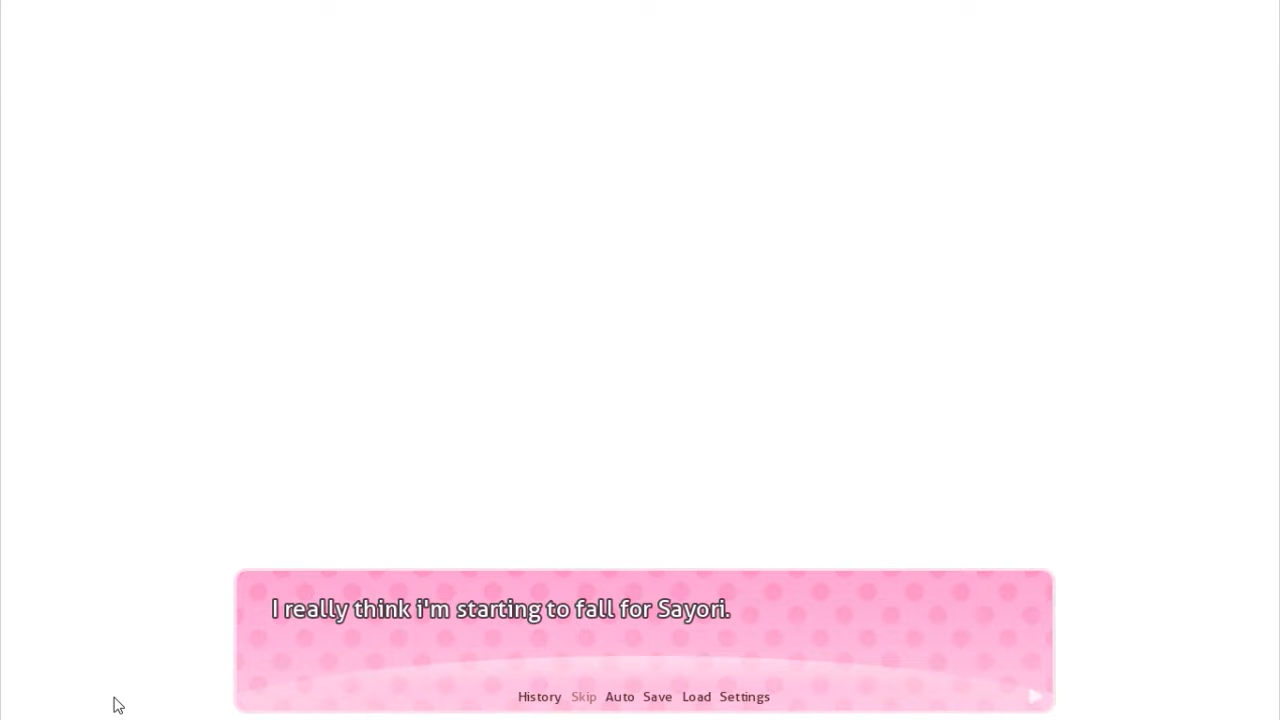 I really think i'm starting to fall for Sayori.
History Skip Auto Save Load Settings